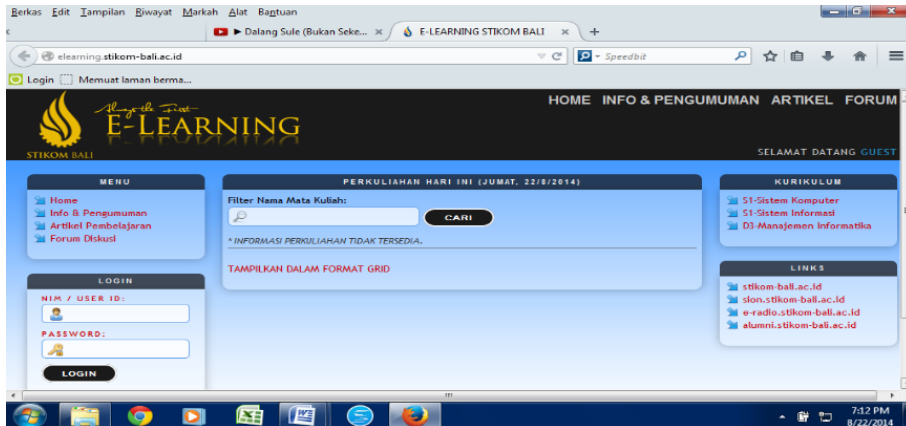 Berkas Edit Tampilan Riwayat Markah Alat Bantuan
▶ Dalang Sule (Bukan Seke... × E-LEARNING STIKOM BALI × +
elearning.stikom-bali.ac.id Speedbit
Login Memuat laman berma...
HOME INFO & PENGUMUMAN ARTIKEL FORUM
Always the First
E-LEARNING
STIKOM BALI
SELAMAT DATANG GUEST
MENU
Home
Info & Pengumuman
Artikel Pembelajaran
Forum Diskusi
LOGIN
NIM / USER ID:
PASSWORD:
LOGIN
PERKULIAHAN HARI INI (JUMAT, 22/8/2014)
Filter Nama Mata Kuliah:
CARI
* INFORMASI PERKULIAHAN TIDAK TERSEDIA.
TAMPILKAN DALAM FORMAT GRID
KURIKULUM
S1-Sistem Komputer
S1-Sistem Informasi
D3-Manajemen Informatika
LINKS
stikom-bali.ac.id
sion.stikom-bali.ac.id
e-radio.stikom-bali.ac.id
alumni.stikom-bali.ac.id
7:12 PM
8/22/2014